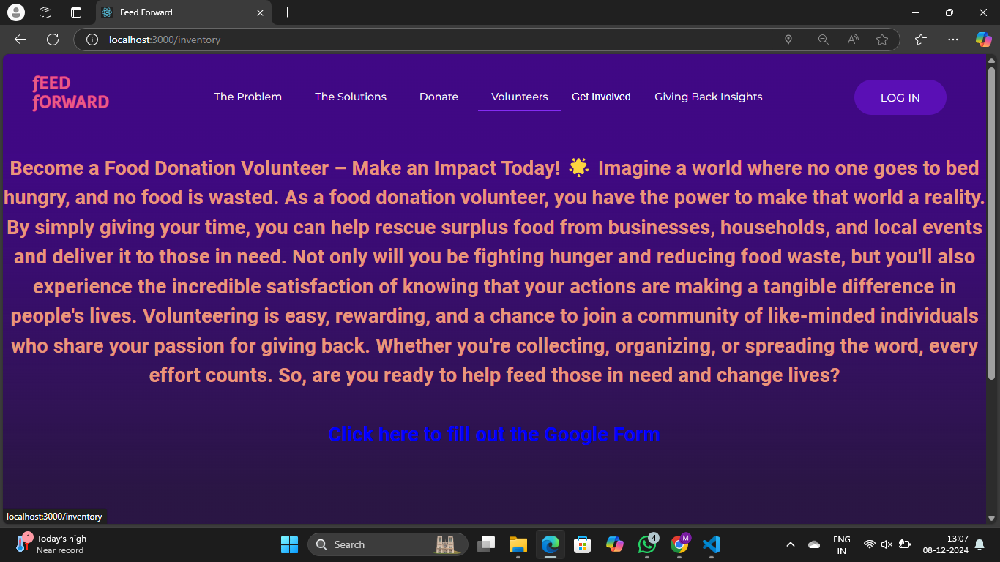 Feed Forward
localhost:3000/inventory
ƒEED
ƒORWARD
The Problem
The Solutions
Donate
Volunteers
Get Involved
Giving Back Insights
LOG IN
Become a Food Donation Volunteer – Make an Impact Today! 🌟 Imagine a world where no one goes to bed
hungry, and no food is wasted. As a food donation volunteer, you have the power to make that world a reality.
By simply giving your time, you can help rescue surplus food from businesses, households, and local events
and deliver it to those in need. Not only will you be fighting hunger and reducing food waste, but you'll also
experience the incredible satisfaction of knowing that your actions are making a tangible difference in
people's lives. Volunteering is easy, rewarding, and a chance to join a community of like-minded individuals
who share your passion for giving back. Whether you're collecting, organizing, or spreading the word, every
effort counts. So, are you ready to help feed those in need and change lives?
Click here to fill out the Google Form
localhost:3000/inventory
1
Today's high
Near record
Search
4
M
ENG
IN
13:07
08-12-2024